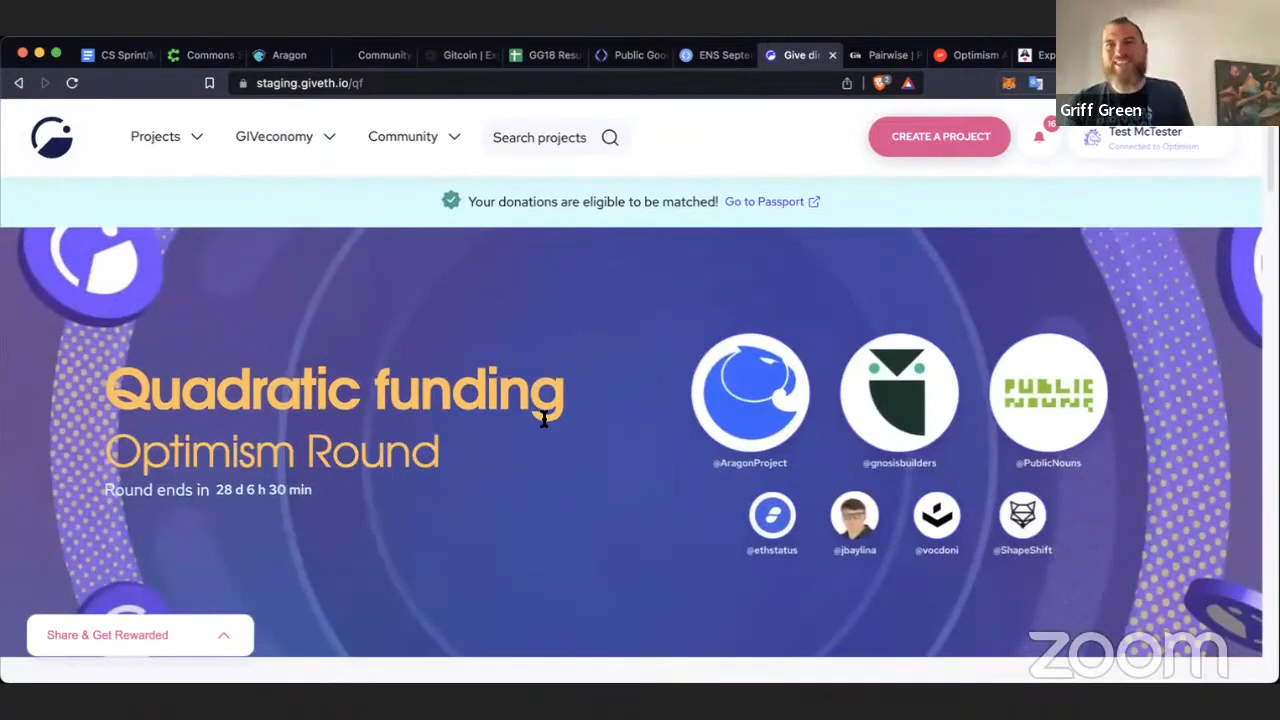 CS Sprint/
Commons
Aragon
Community
Gitcoin | Ex
GG18 Resu
Public Goo
ENS Septe
Give di
Pairwise | P
Optimism
Exp
staging.giveth.io/qf
2
Griff Green
Projects
GIVeconomy
Community
Search projects
CREATE A PROJECT
16
Test McTester
Connected to Optimism
Your donations are eligible to be matched! Go to Passport
Quadratic funding
Optimism Round
Round ends in 28 d 6 h 30 min
PUBLIC
NOUNS
@AragonProject
@gnosisbuilders
@PublicNouns
@ethstatus
@jbaylina
@vocdoni
@ShapeShift
Share & Get Rewarded
zoom